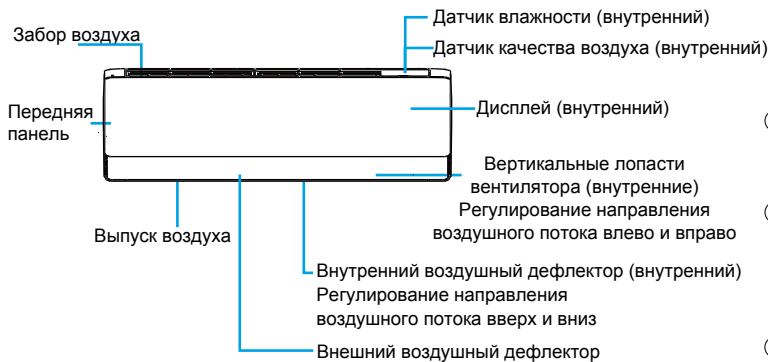 Датчик влажности (внутренний)
Забор воздуха
Датчик качества воздуха (внутренний)
Передняя
панель
Дисплей (внутренний)
Вертикальные лопасти
вентилятора (внутренние)
Регулирование направления
воздушного потока влево и вправо
Выпуск воздуха
Внутренний воздушный дефлектор (внутренний)
Регулирование направления
воздушного потока вверх и вниз
Внешний воздушный дефлектор